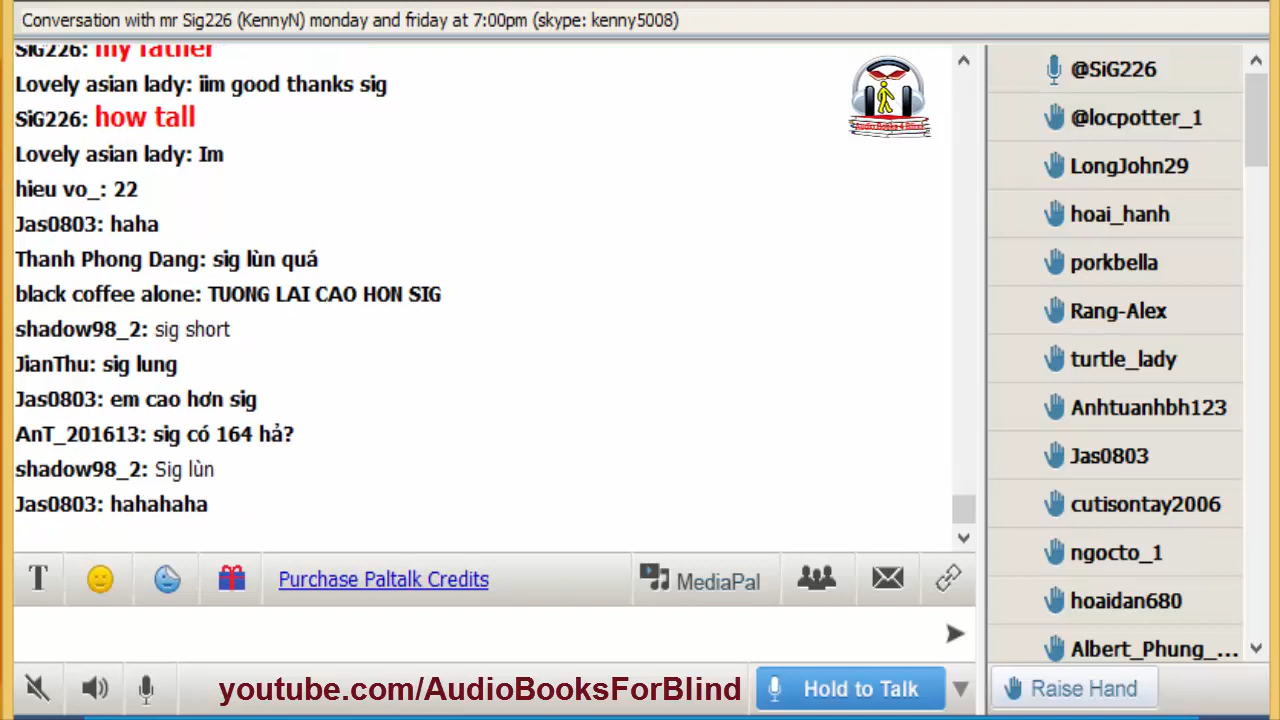 Conversation with mr Sig226 (KennyN) monday and friday at 7:00pm (skype: kenny5008)
SiG226: my father
Lovely asian lady: iim good thanks sig
SiG226: how tall
Lovely asian lady: Im
hieu vo_: 22
Jas0803: haha
Thanh Phong Dang: sig lùn quá
black coffee alone: TUONG LAI CAO HON SIG
shadow98_2: sig short
JianThu: sig lung
Jas0803: em cao hơn sig
AnT_201613: sig có 164 hả?
shadow98_2: Sig lùn
Jas0803: hahahaha
Audio Books 4 Blind
@SiG226
@locpotter_1
LongJohn29
hoai_hanh
porkbella
Rang-Alex
turtle_lady
Anhtuanhbh123
Jas0803
cutisontay2006
ngocto_1
hoaidan680
Albert_Phung_...
T
Purchase Paltalk Credits
MediaPal
youtube.com/AudioBooksForBlind
Hold to Talk
Raise Hand